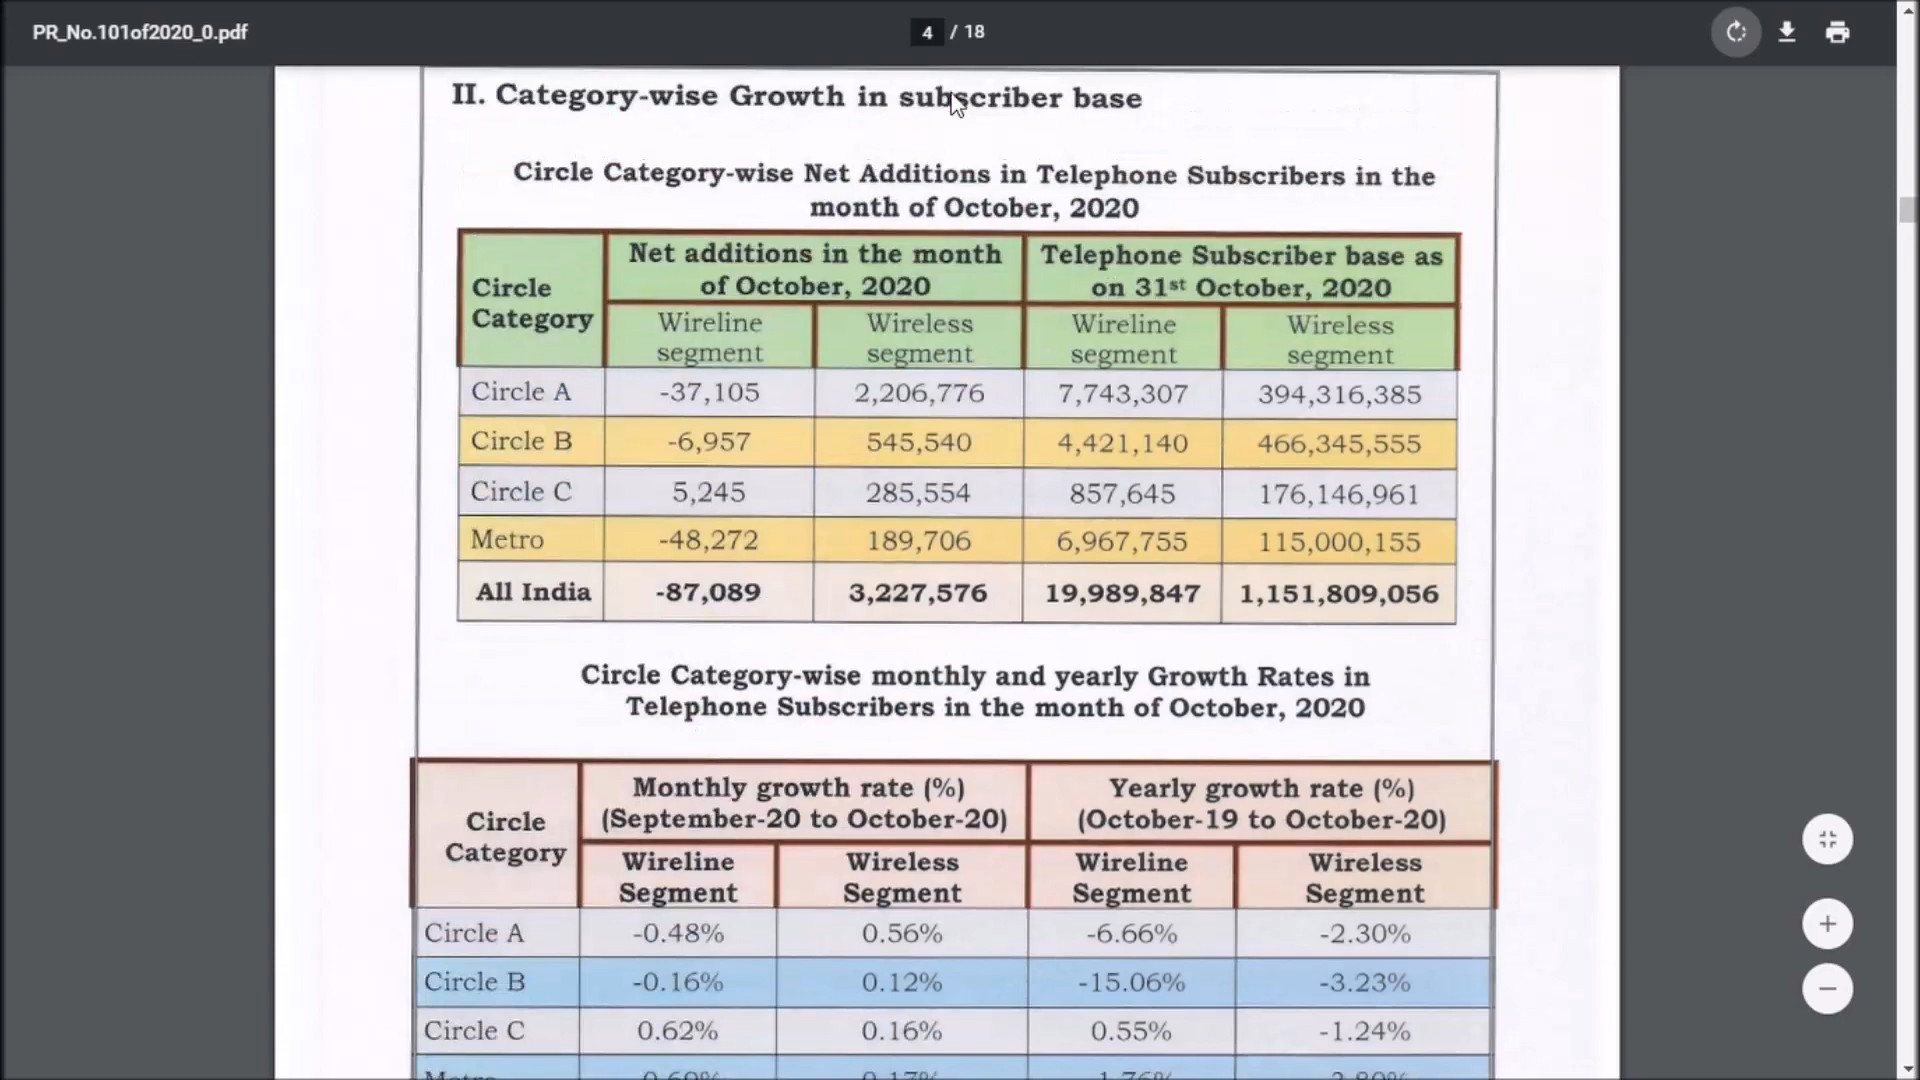 PR_No.101of2020_0.pdf
4 / 18
II. Category-wise Growth in subscriber base
Circle Category-wise Net Additions in Telephone Subscribers in the
month of October, 2020
Circle Category
Net additions in the month of October, 2020
Telephone Subscriber base as on 31st October, 2020
Wireline segment
Wireless segment
Wireline segment
Wireless segment
Circle A -37,105 2,206,776 7,743,307 394,316,385
Circle B -6,957 545,540 4,421,140 466,345,555
Circle C 5,245 285,554 857,645 176,146,961
Metro -48,272 189,706 6,967,755 115,000,155
All India -87,089 3,227,576 19,989,847 1,151,809,056
Circle Category-wise monthly and yearly Growth Rates in
Telephone Subscribers in the month of October, 2020
Circle Category
Monthly growth rate (%)
(September-20 to October-20)
Yearly growth rate (%)
(October-19 to October-20)
Wireline Segment
Wireless Segment
Wireline Segment
Wireless Segment
Circle A -0.48% 0.56% -6.66% -2.30%
Circle B -0.16% 0.12% -15.06% -3.23%
Circle C 0.62% 0.16% 0.55% -1.24%